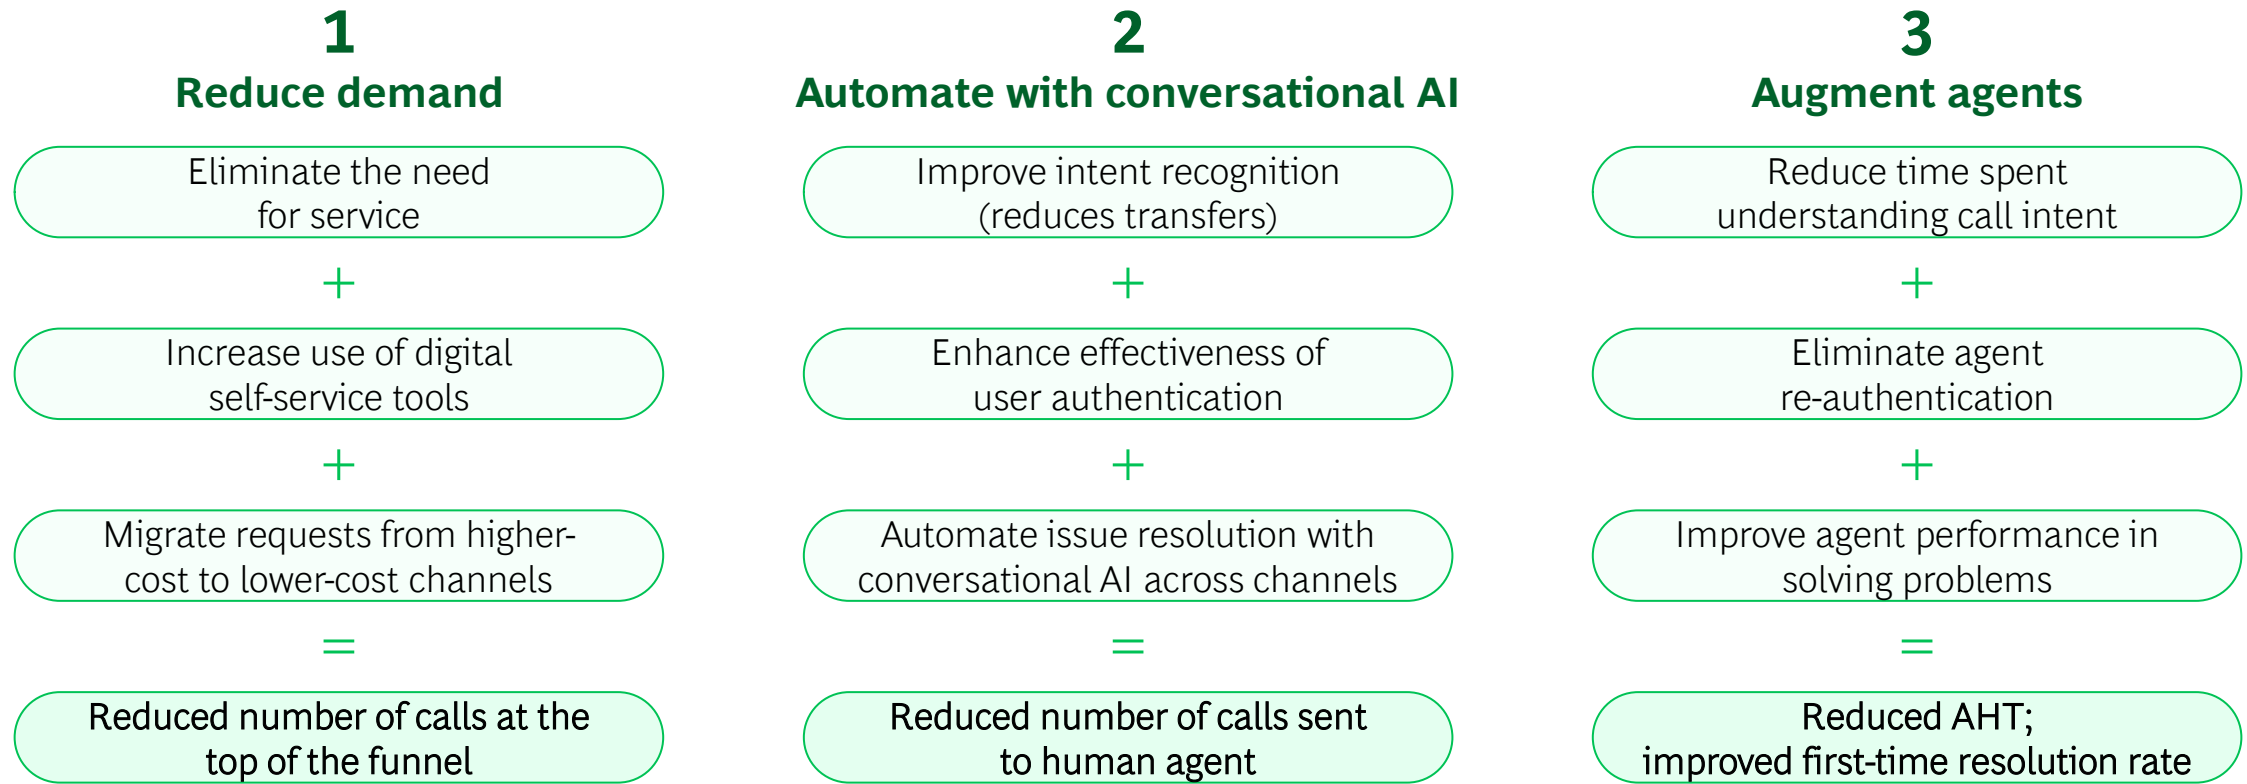 1
Reduce demand
Eliminate the need
for service
+
Increase use of digital
self-service tools
+
Migrate requests from higher-
cost to lower-cost channels
=
Reduced number of calls at the
top of the funnel
2
Automate with conversational AI
Improve intent recognition
(reduces transfers)
+
Enhance effectiveness of
user authentication
+
Automate issue resolution with
conversational AI across channels
=
Reduced number of calls sent
to human agent
3
Augment agents
Reduce time spent
understanding call intent
+
Eliminate agent
re-authentication
+
Improve agent performance in
solving problems
=
Reduced AHT;
improved first-time resolution rate